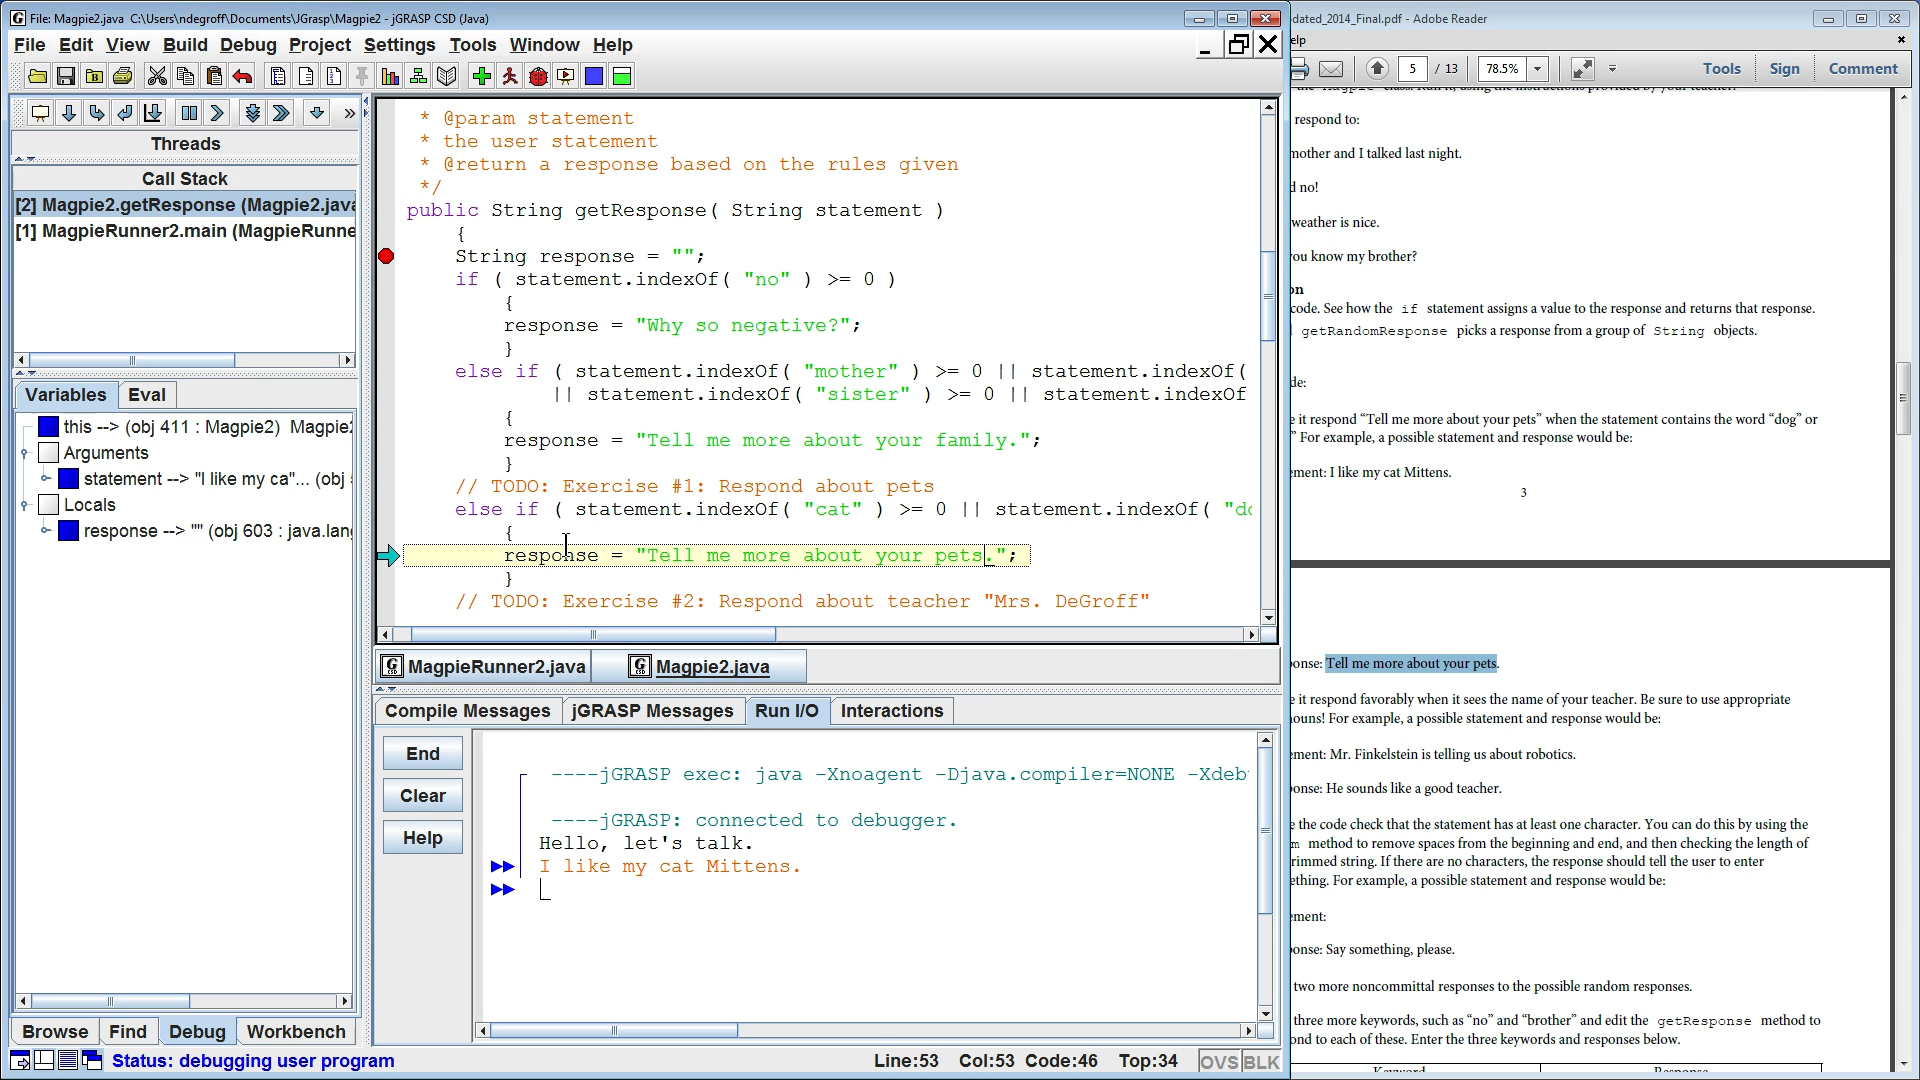 File: Magpie2.java  C:\Users\ndegroff\Documents\JGrasp\Magpie2 - jGRASP CSD (Java)
File Edit View Build Debug Project Settings Tools Window Help
Threads
Call Stack
[2] Magpie2.getResponse (Magpie2.java
[1] MagpieRunner2.main (MagpieRunne
Variables Eval
this --> (obj 411 : Magpie2)  Magpie2
Arguments
statement --> "I like my ca"... (obj
Locals
response --> "" (obj 603 : java.lang
Browse Find Debug Workbench
* @param statement
* the user statement
* @return a response based on the rules given
*/
public String getResponse( String statement )
{
String response = "";
if ( statement.indexOf( "no" ) >= 0 )
{
response = "Why so negative?";
}
else if ( statement.indexOf( "mother" ) >= 0 || statement.indexOf(
|| statement.indexOf( "sister" ) >= 0 || statement.indexOf
{
response = "Tell me more about your family.";
}
// TODO: Exercise #1: Respond about pets
else if ( statement.indexOf( "cat" ) >= 0 || statement.indexOf( "do
{
response = "Tell me more about your pets.";
}
// TODO: Exercise #2: Respond about teacher "Mrs. DeGroff"
MagpieRunner2.java Magpie2.java
Compile Messages jGRASP Messages Run I/O Interactions
End
Clear
Help
----jGRASP exec: java -Xnoagent -Djava.compiler=NONE -Xdeb
----jGRASP: connected to debugger.
Hello, let's talk.
I like my cat Mittens.
Status: debugging user program
Line:53 Col:53 Code:46 Top:34 OVS BLK
dated_2014_Final.pdf - Adobe Reader
elp
5 / 13 78.5% Tools Sign Comment
respond to:
mother and I talked last night.
d no!
weather is nice.
ou know my brother?
on
code. See how the if statement assigns a value to the response and returns that response.
getRandomResponse picks a response from a group of String objects.
de:
e it respond “Tell me more about your pets” when the statement contains the word “dog” or
” For example, a possible statement and response would be:
ement: I like my cat Mittens.
3
onse: Tell me more about your pets.
e it respond favorably when it sees the name of your teacher. Be sure to use appropriate
ouns! For example, a possible statement and response would be:
ement: Mr. Finkelstein is telling us about robotics.
onse: He sounds like a good teacher.
e the code check that the statement has at least one character. You can do this by using the
m method to remove spaces from the beginning and end, and then checking the length of
rimmed string. If there are no characters, the response should tell the user to enter
ething. For example, a possible statement and response would be:
ement:
onse: Say something, please.
two more noncommittal responses to the possible random responses.
three more keywords, such as “no” and “brother” and edit the getResponse method to
ond to each of these. Enter the three keywords and responses below.
Keyword Response